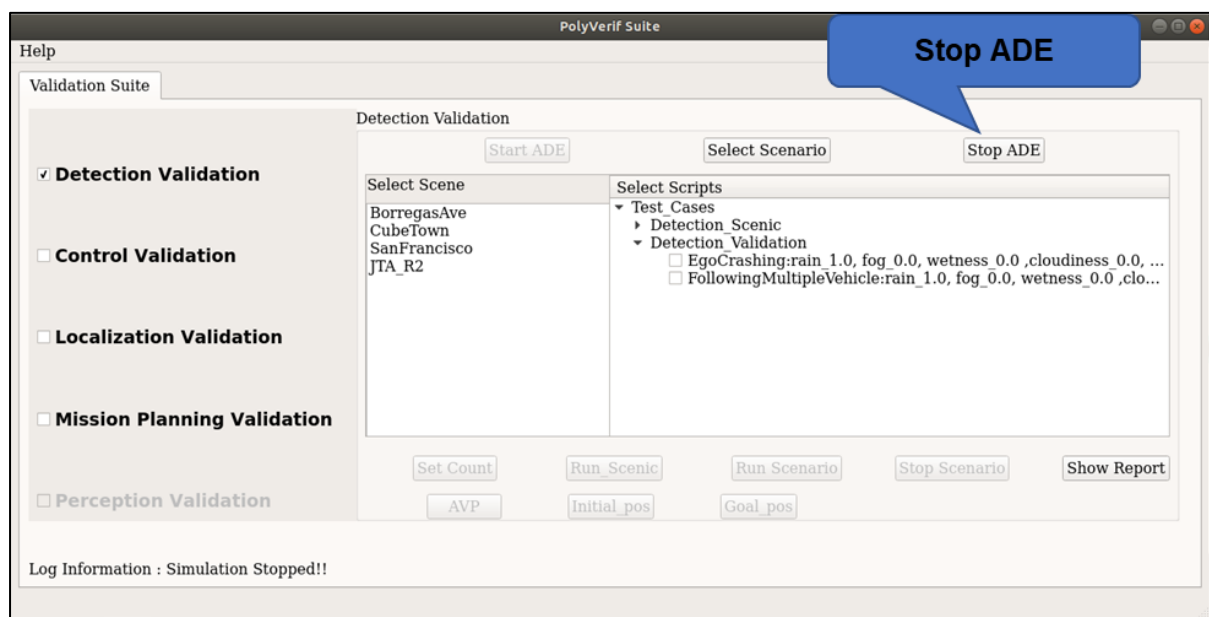 PolyVerif Suite
Stop ADE
Help
Validation Suite
Detection Validation
Start ADE
Select Scenario
Stop ADE
Detection Validation
Control Validation
Localization Validation
Mission Planning Validation
Perception Validation
Select Scene
BorregasAve
CubeTown
SanFrancisco
JTA_R2
Select Scripts
Test_Cases
Detection_Scenic
Detection_Validation
EgoCrashing:rain_1.0, fog_0.0, wetness_0.0 ,cloudiness_0.0, ...
FollowingMultipleVehicle:rain_1.0, fog_0.0, wetness_0.0 ,clo...
Set Count
Run_Scenic
Run Scenario
Stop Scenario
Show Report
AVP
Initial_pos
Goal_pos
Log Information : Simulation Stopped!!